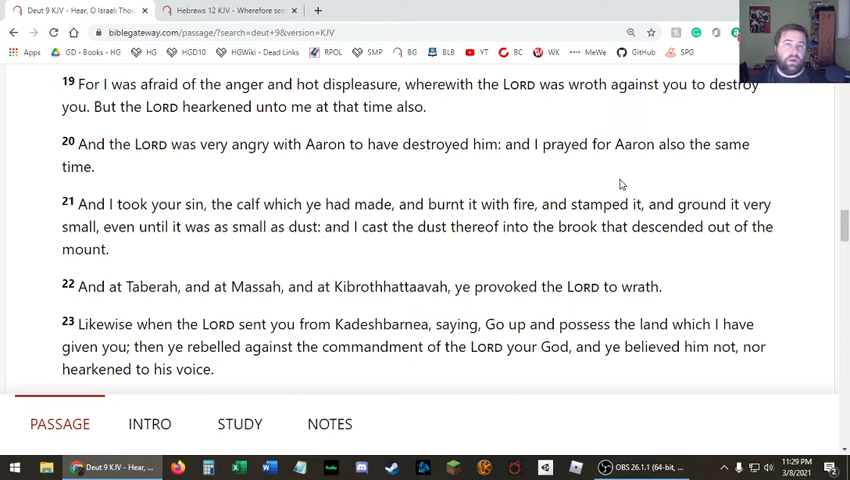 Deut 9 KJV - Hear, O Israel: Thou
Hebrews 12 KJV - Wherefore see
biblegateway.com/passage/?search=deut+9&version=KJV
Apps GD - Books - HG HG HGD10 HGWiki - Dead Links RPOL SMP BG BLB YT BC WK MeWe GitHub SPG
19 For I was afraid of the anger and hot displeasure, wherewith the LORD was wroth against you to destroy
you. But the LORD hearkened unto me at that time also.
20 And the LORD was very angry with Aaron to have destroyed him: and I prayed for Aaron also the same
time.
21 And I took your sin, the calf which ye had made, and burnt it with fire, and stamped it, and ground it very
small, even until it was as small as dust: and I cast the dust thereof into the brook that descended out of the
mount.
22 And at Taberah, and at Massah, and at Kibrothhattaavah, ye provoked the LORD to wrath.
23 Likewise when the LORD sent you from Kadeshbarnea, saying, Go up and possess the land which I have
given you; then ye rebelled against the commandment of the LORD your God, and ye believed him not, nor
hearkened to his voice.
PASSAGE INTRO STUDY NOTES
Deut 9 KJV - Hear, ...
OBS 26.1.1 (64-bit, ...
11:29 PM
3/8/2021
2